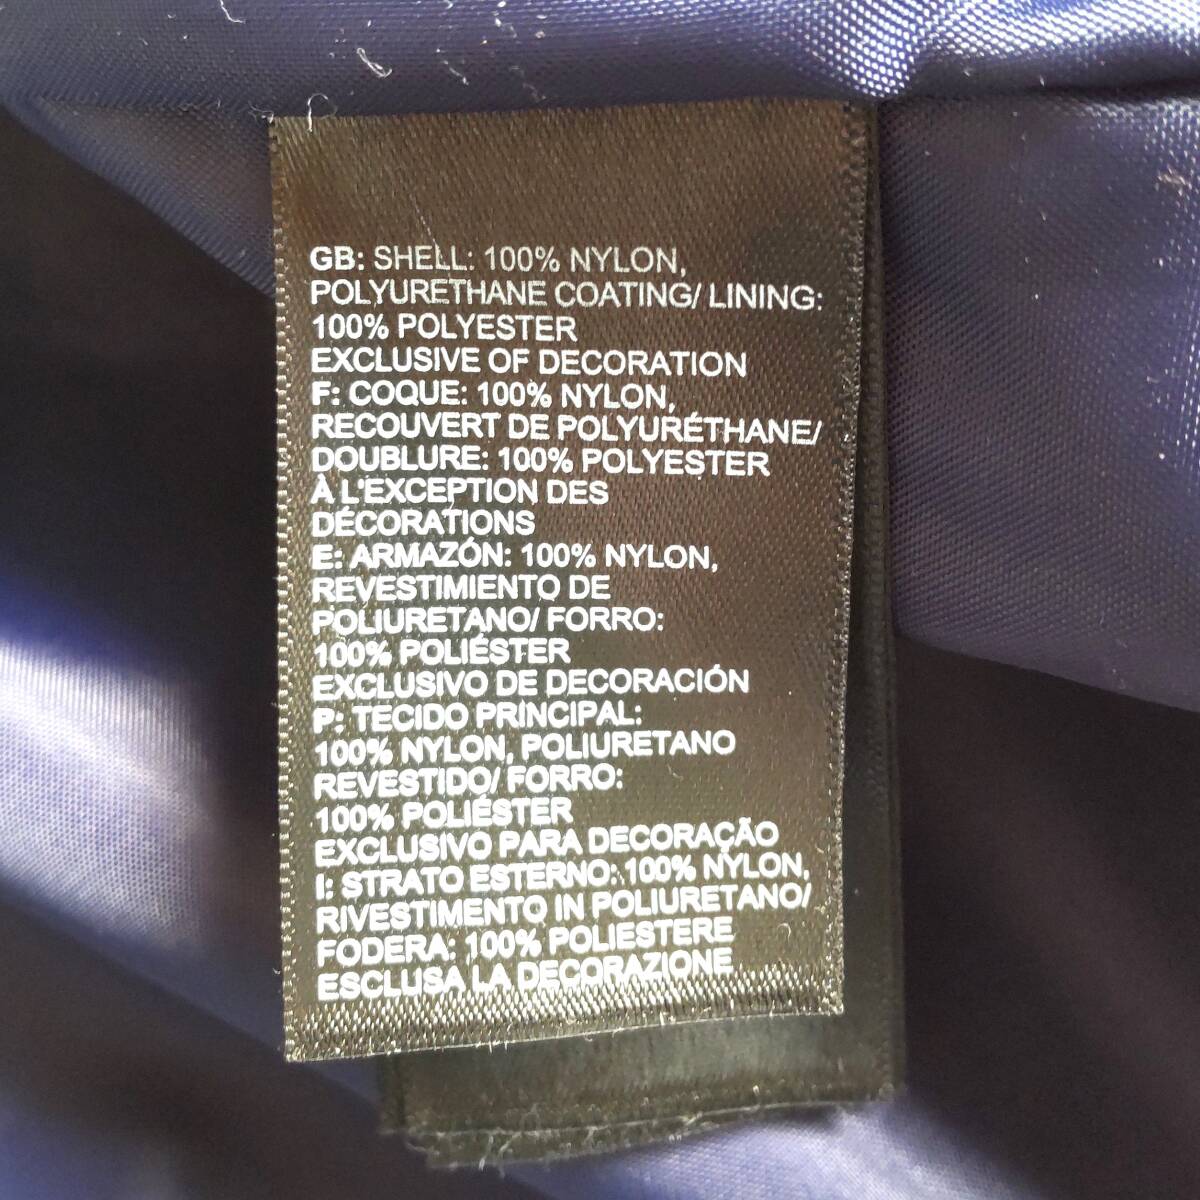 GB: SHELL: 100% NYLON,
POLYURETHANE COATING/ LINING:
100% POLYESTER
EXCLUSIVE OF DECORATION
F: COQUE: 100% NYLON,
RECOUVERT DE POLYURÉTHANE/
DOUBLURE: 100% POLYESTER
À L'EXCEPTION DES
DÉCORATIONS
E: ARMAZÓN: 100% NYLON,
REVESTIMIENTO DE
POLIURETANO/ FORRO:
100% POLIÉSTER
EXCLUSIVO DE DECORACIÓN
P: TECIDO PRINCIPAL:
100% NYLON, POLIURETANO
REVESTIDO/ FORRO:
100% POLIÉSTER
EXCLUSIVO PARA DECORAÇÃO
I: STRATO ESTERNO: 100% NYLON,
RIVESTIMENTO IN POLIURETANO/
FODERA: 100% POLIESTERE
ESCLUSA LA DECORAZIONE